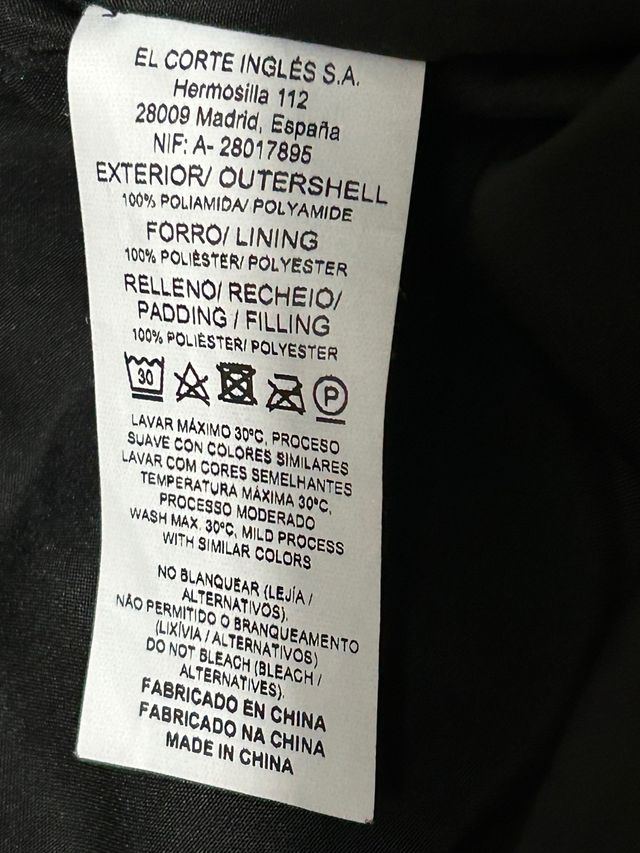 EL CORTE INGLÉS S.A.
Hermosilla 112
28009 Madrid, España
NIF: A- 28017895
EXTERIOR/ OUTERSHELL
100% POLIAMIDA/ POLYAMIDE
FORRO/ LINING
100% POLIÉSTER/ POLYESTER
RELLENO/ RECHEIO/
PADDING / FILLING
100% POLIÉSTER/ POLYESTER
30
P
LAVAR MÁXIMO 30ºC, PROCESO
SUAVE CON COLORES SIMILARES
LAVAR COM CORES SEMELHANTES
TEMPERATURA MÁXIMA 30ºC,
PROCESSO MODERADO
WASH MAX. 30ºC, MILD PROCESS
WITH SIMILAR COLORS
NO BLANQUEAR (LEJÍA /
ALTERNATIVOS).
NÃO PERMITIDO O BRANQUEAMENTO
(LIXÍVIA / ALTERNATIVOS)
DO NOT BLEACH (BLEACH /
ALTERNATIVES).
FABRICADO EN CHINA
FABRICADO NA CHINA
MADE IN CHINA